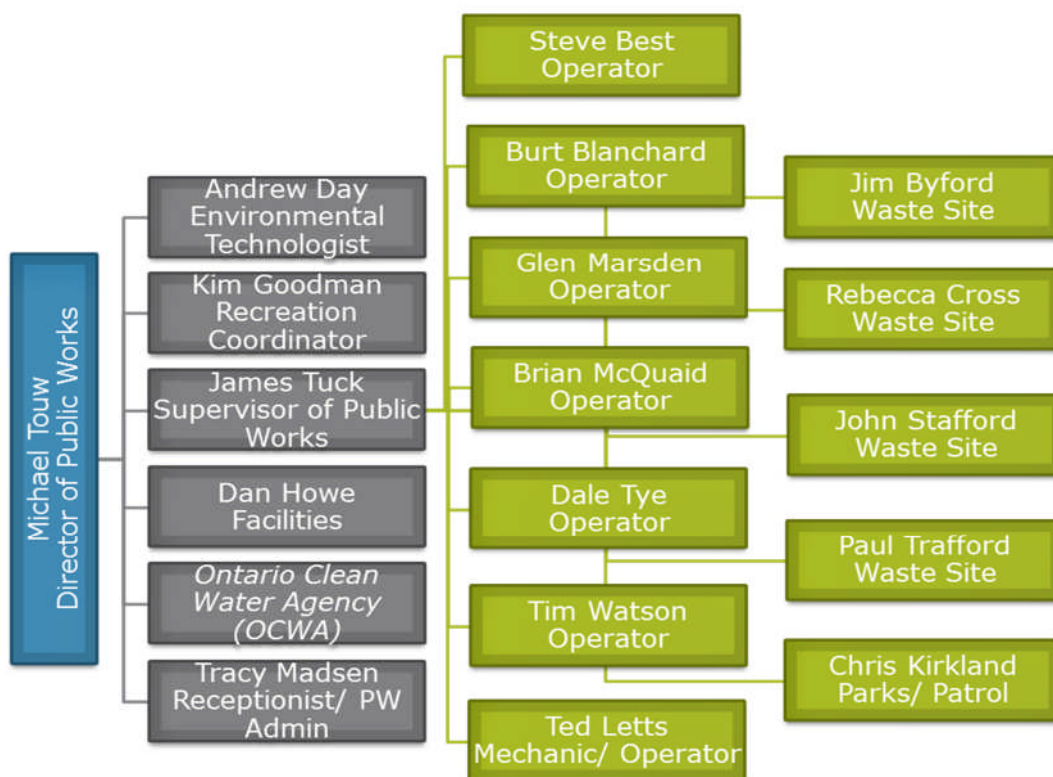 Michael Touw
Director of Public Works
Andrew Day
Environmental
Technologist
Kim Goodman
Recreation
Coordinator
James Tuck
Supervisor of Public
Works
Dan Howe
Facilities
Ontario Clean
Water Agency
(OCWA)
Tracy Madsen
Receptionist/ PW
Admin
Steve Best
Operator
Burt Blanchard
Operator
Glen Marsden
Operator
Brian McQuaid
Operator
Dale Tye
Operator
Tim Watson
Operator
Ted Letts
Mechanic/ Operator
Jim Byford
Waste Site
Rebecca Cross
Waste Site
John Stafford
Waste Site
Paul Trafford
Waste Site
Chris Kirkland
Parks/ Patrol